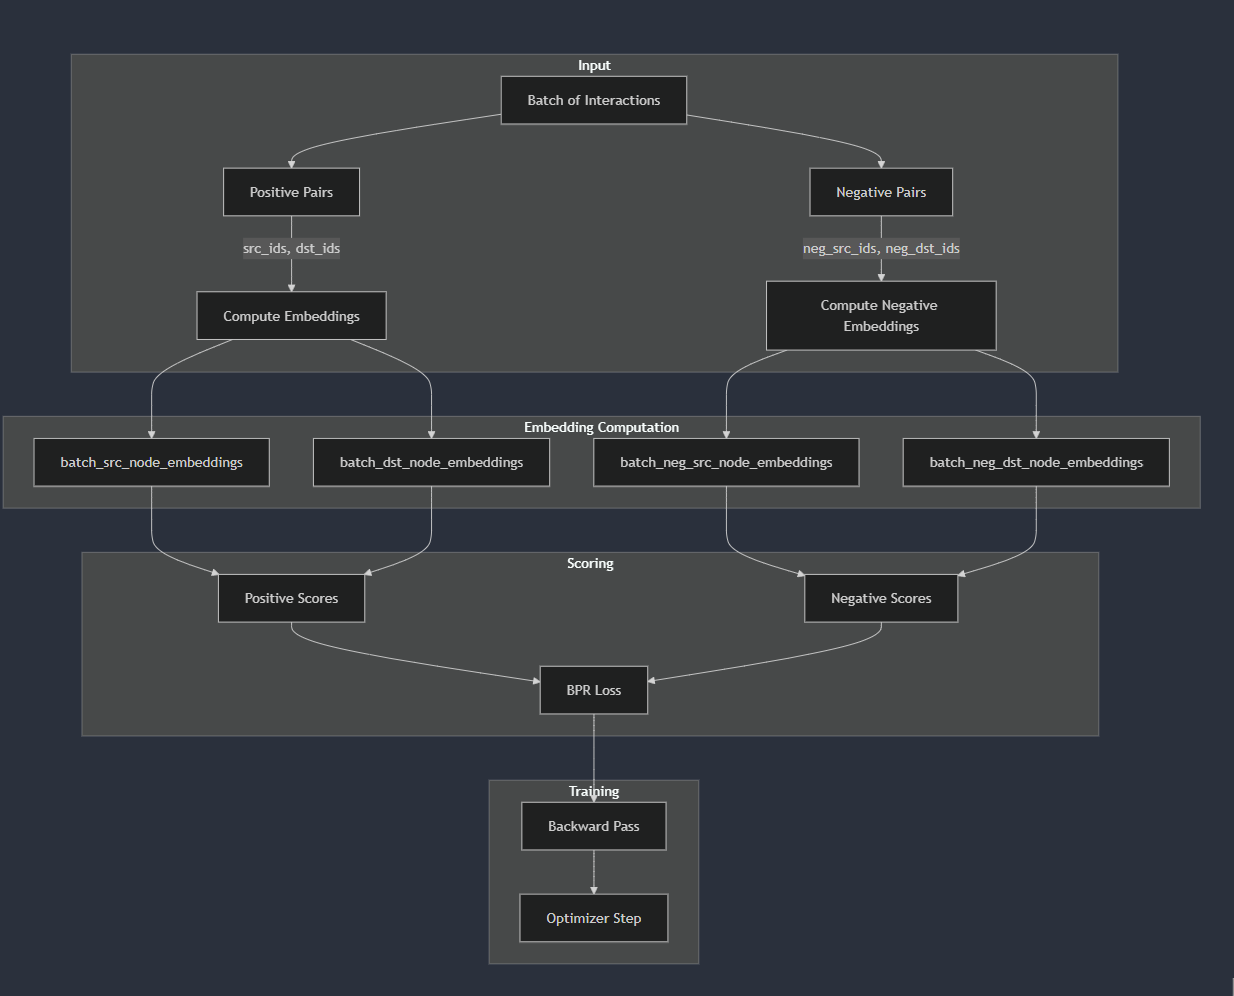 Input
Batch of Interactions
Positive Pairs
Negative Pairs
src_ids, dst_ids
neg_src_ids, neg_dst_ids
Compute Embeddings
Compute Negative
Embeddings
Embedding Computation
batch_src_node_embeddings
batch_dst_node_embeddings
batch_neg_src_node_embeddings
batch_neg_dst_node_embeddings
Scoring
Positive Scores
Negative Scores
BPR Loss
Training
Backward Pass
Optimizer Step